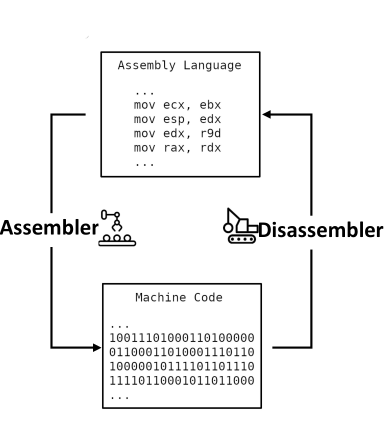 Assembly Language
...
mov ecx, ebx
mov esp, edx
mov edx, r9d
mov rax, rdx
...
Assembler
Disassembler
Machine Code
...
10011101000110100000
01100011010001110110
10000010111101101110
11110110001011011000
...